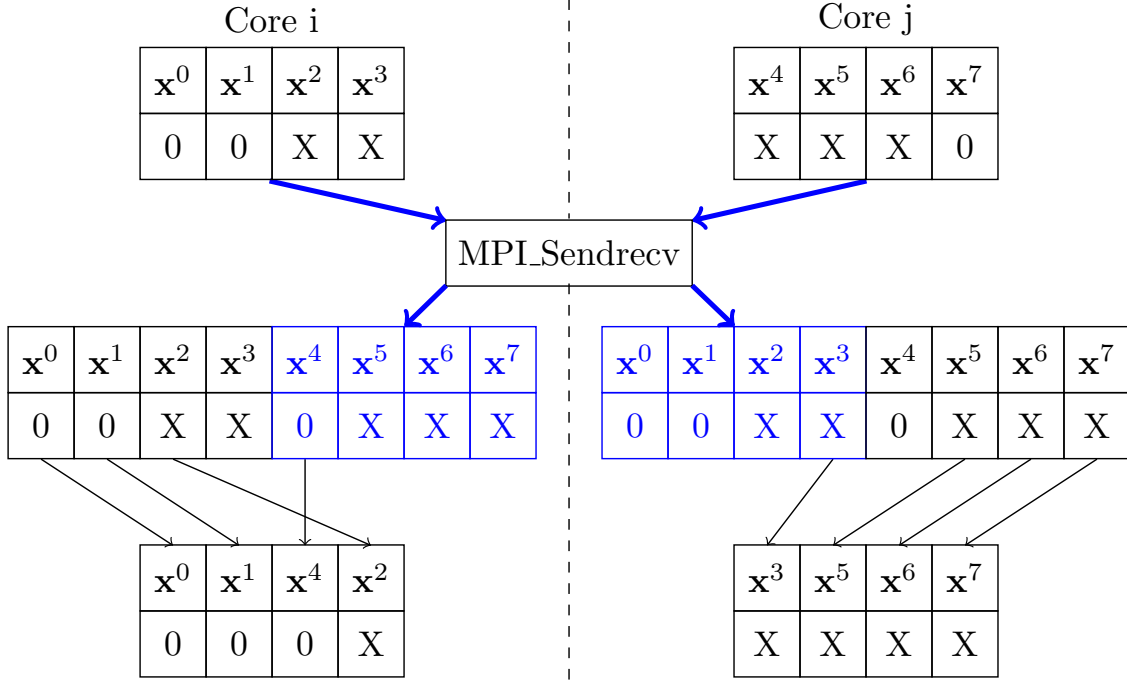 Core i Core j
x⁰ x¹ x² x³ x⁴ x⁵ x⁶ x⁷
0 0 X X X X X 0
MPI_Sendrecv
x⁰ x¹ x² x³ x⁴ x⁵ x⁶ x⁷ x⁰ x¹ x² x³ x⁴ x⁵ x⁶ x⁷
0 0 X X 0 X X X 0 0 X X 0 X X X
x⁰ x¹ x⁴ x² x³ x⁵ x⁶ x⁷
0 0 0 X X X X X